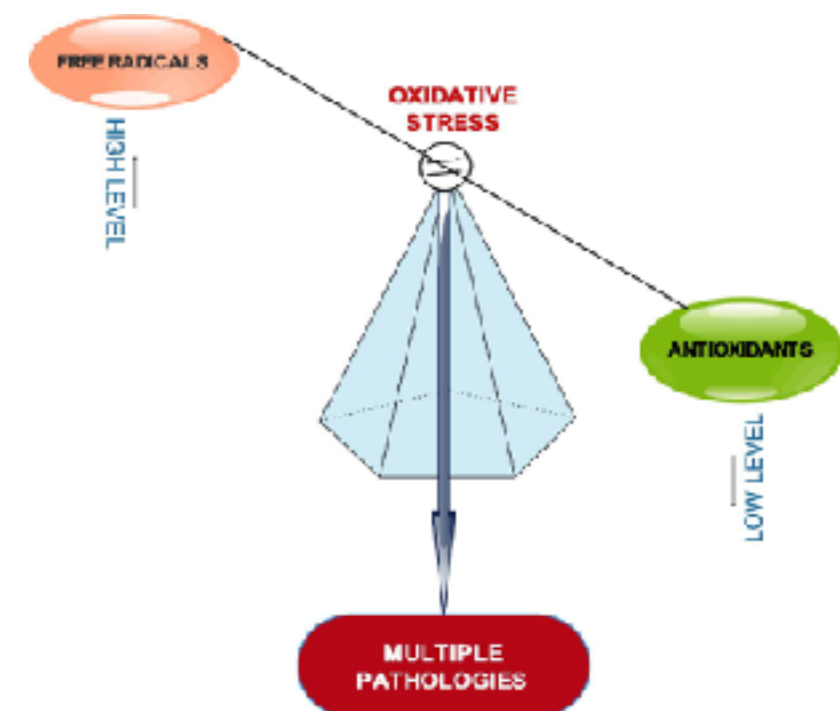 FREE RADICALS
HIGH LEVEL
OXIDATIVE
STRESS
ANTIOXIDANTS
LOW LEVEL
MULTIPLE
PATHOLOGIES